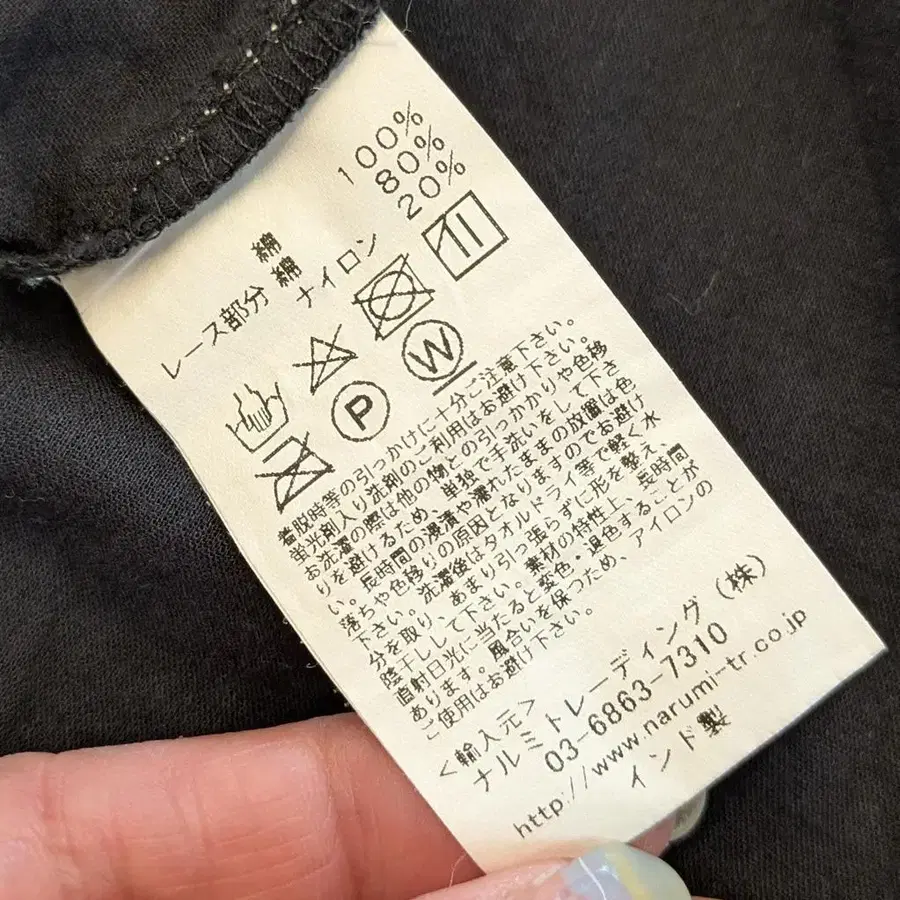 綿 100%
レース部分 綿 80%
ナイロン 20%
P
W
着脱時等の引っかけに十分ご注意下さい。
蛍光剤入り洗剤のご利用はお避け下さい。
お洗濯の際は他の物との引っかかりや色移
りを避けるため、単独で手洗いをして下さ
い。長時間の浸漬や濡れたままの放置は色
落ちや色移りの原因となりますのでお避け
下さい。洗濯後はタオルドライ等で軽く水
分を取り、あまり引っ張らずに形を整え、
陰干しして下さい。素材の特性上、長時間
直射日光に当たると変色・退色することが
あります。風合いを保つため、アイロンの
ご使用はお避け下さい。
＜輸入元＞
ナルミトレーディング（株）
03-6863-7310
http://www.narumi-tr.co.jp
インド製